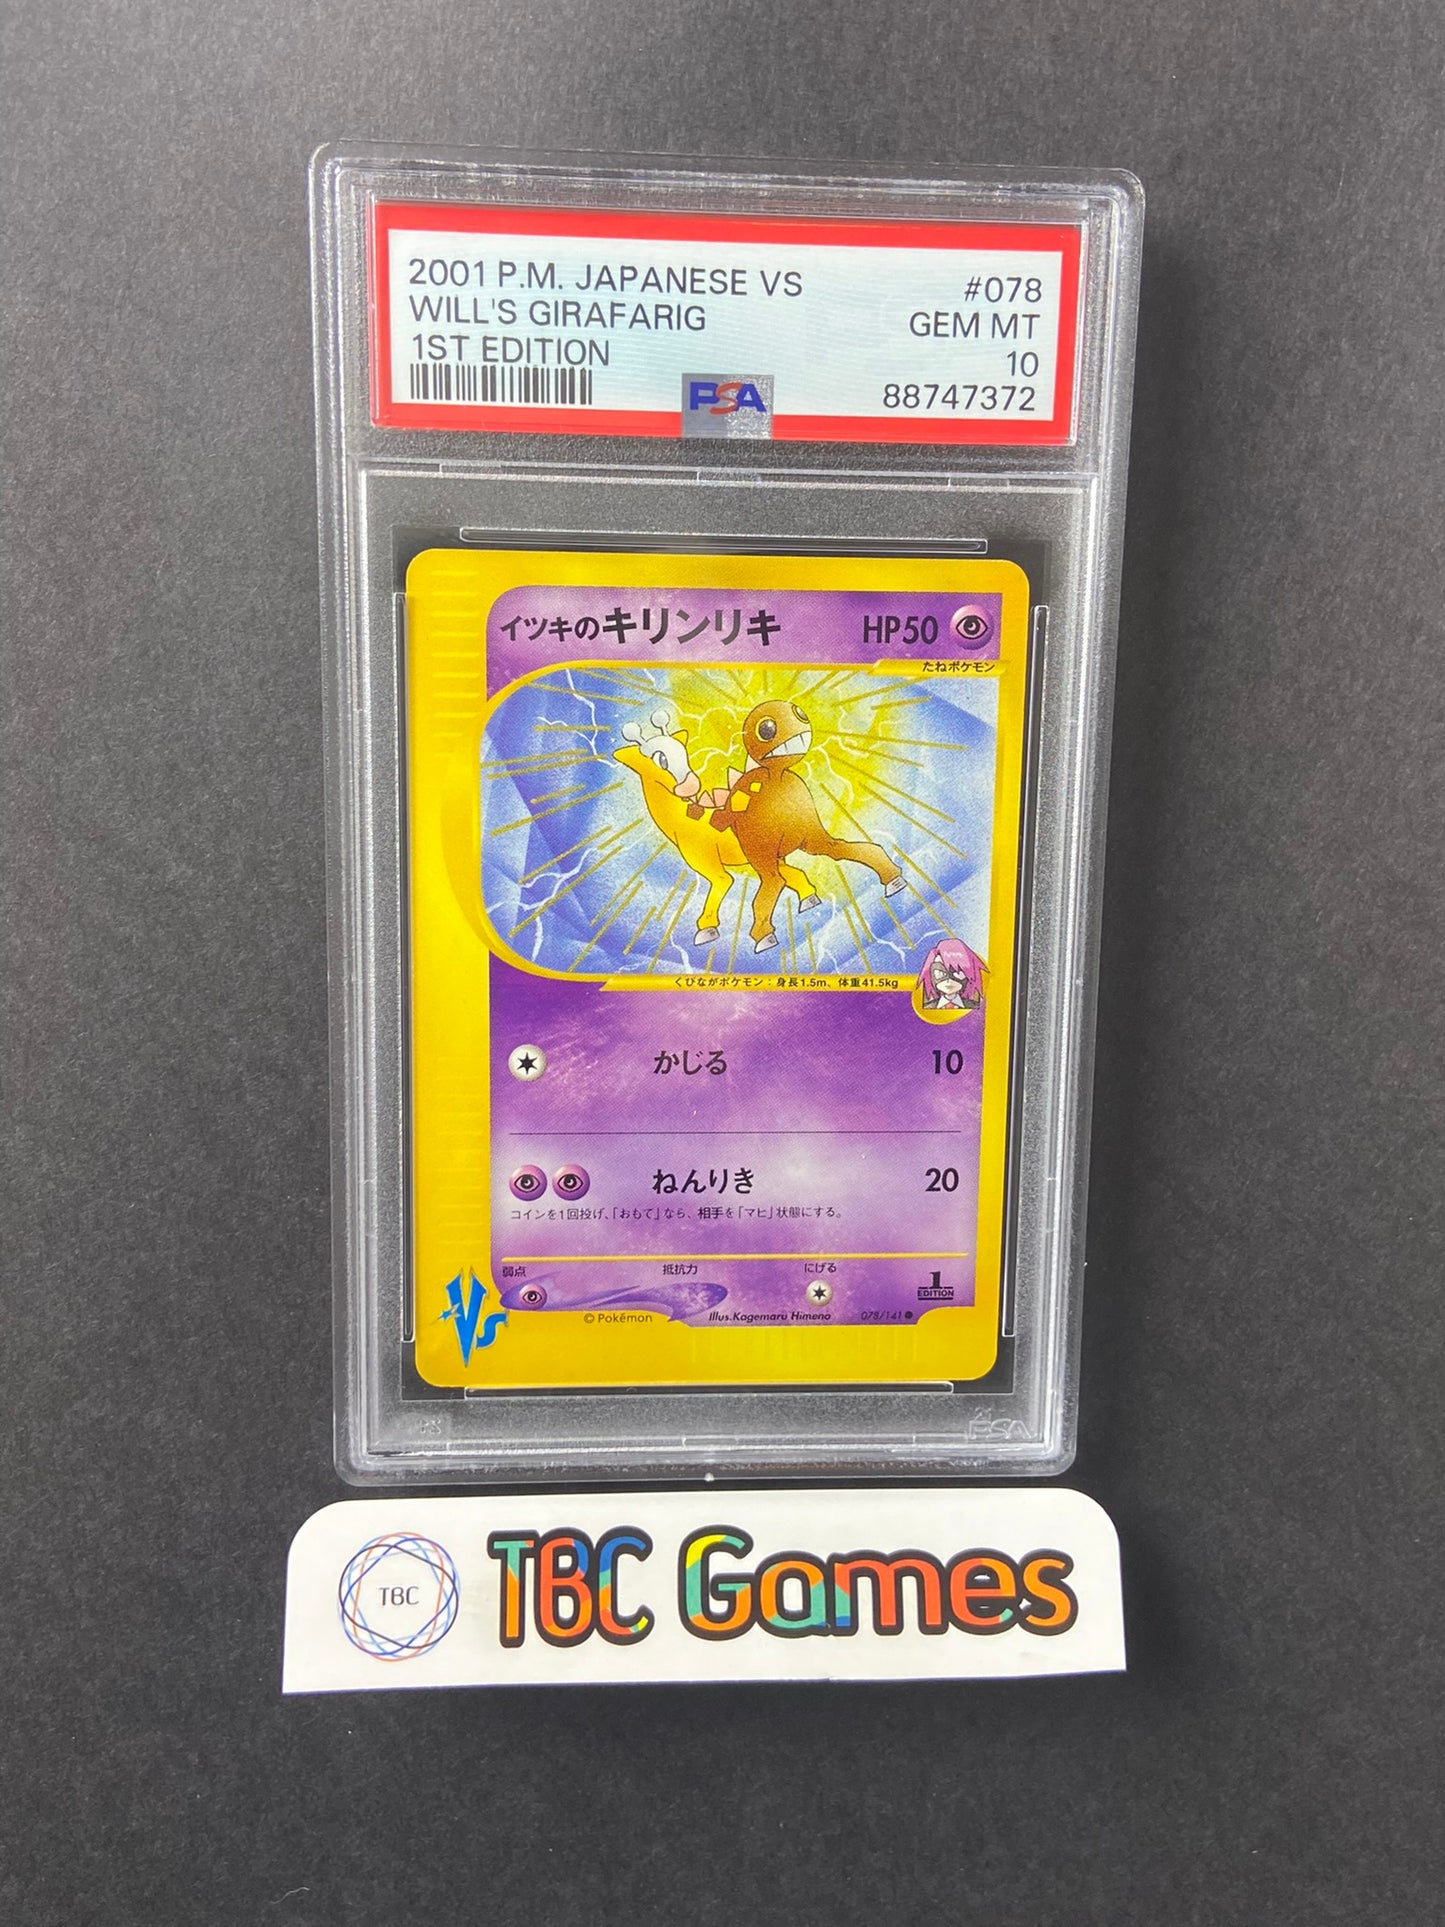 2001 P.M. JAPANESE VS #078
WILL'S GIRAFARIG GEM MT
1ST EDITION 10
PSA 88747372
イツキのキリンリキ HP50
たねポケモン
くびながポケモン：身長1.5m、体重41.5kg
かじる 10
ねんりき 20
コインを1回投げ、「おもて」なら、相手を「マヒ」状態にする。
弱点 抵抗力 にげる
1
EDITION
© Pokémon Illus.Kagemaru Himeno 078/141
Vs
PSA
TBC TBC Games